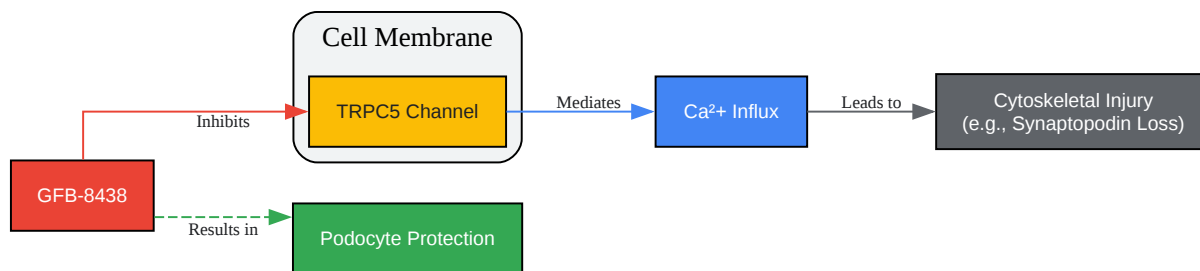 Cell Membrane
TRPC5 Channel
Mediates
Ca²+ Influx
Leads to
Cytoskeletal Injury
(e.g., Synaptopodin Loss)
Inhibits
GFB-8438
Results in
Podocyte Protection